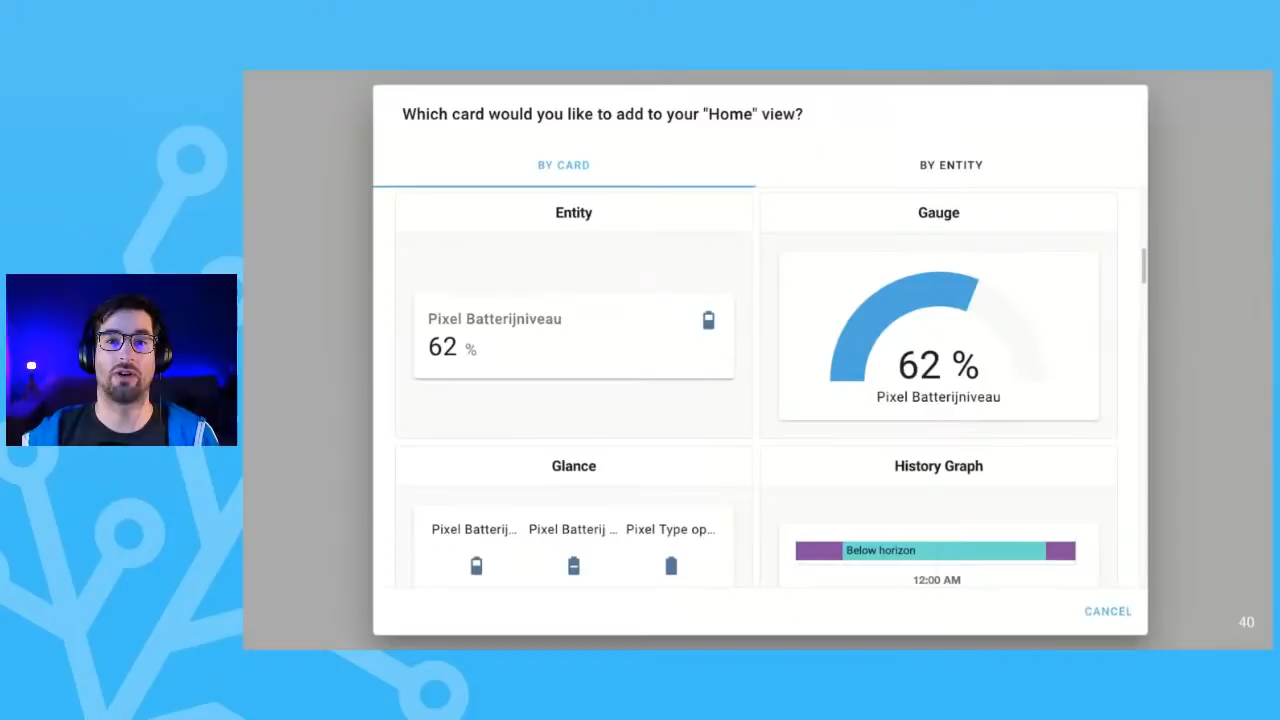 Which card would you like to add to your "Home" view?
BY CARD
BY ENTITY
Entity
Pixel Batterijniveau
62 %
Gauge
62 %
Pixel Batterijniveau
Glance
Pixel Batterij...
Pixel Batterij ...
Pixel Type op...
History Graph
Below horizon
12:00 AM
CANCEL
40